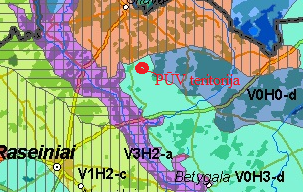 PŪV teritorija
V0H0-d
Raseiniai
V3H2-a
V1H2-c
Betygala
V0H3-d